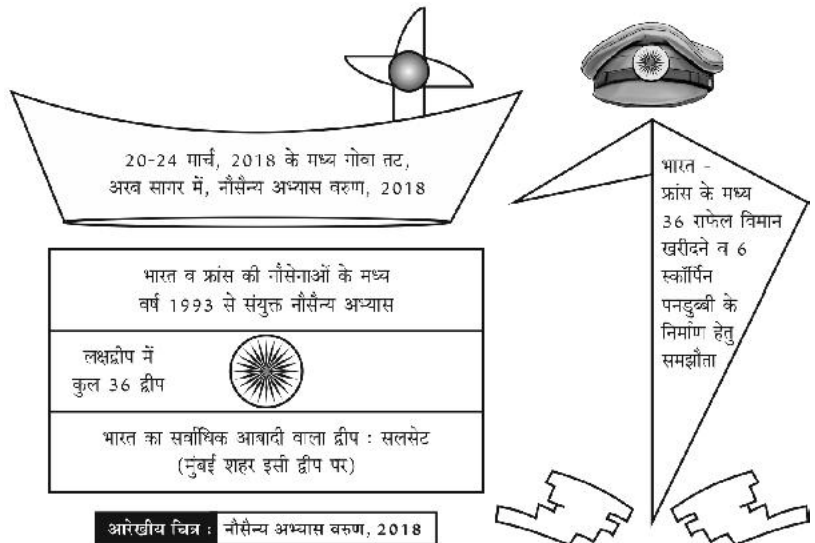 20-24 मार्च, 2018 के मध्य गोवा तट,
अरब सागर में, नौसैन्य अभ्यास वरुण, 2018
भारत -
फ्रांस के मध्य
36 राफेल विमान
खरीदने व 6
स्कॉर्पिन
पनडुब्बी के
निर्माण हेतु
समझौता
भारत व फ्रांस की नौसेनाओं के मध्य
वर्ष 1993 से संयुक्त नौसैन्य अभ्यास
लक्षद्वीप में
कुल 36 द्वीप
भारत का सर्वाधिक आबादी वाला द्वीप : सलसेट
(मुंबई शहर इसी द्वीप पर)
आरेखीय चित्र : नौसैन्य अभ्यास वरुण, 2018